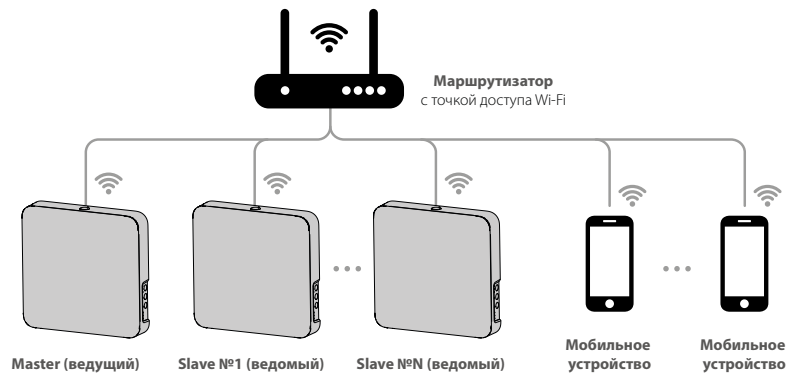 Маршрутизатор
с точкой доступа Wi-Fi
Master (ведущий)
Slave №1 (ведомый)
Slave №N (ведомый)
Мобильное
устройство
Мобильное
устройство